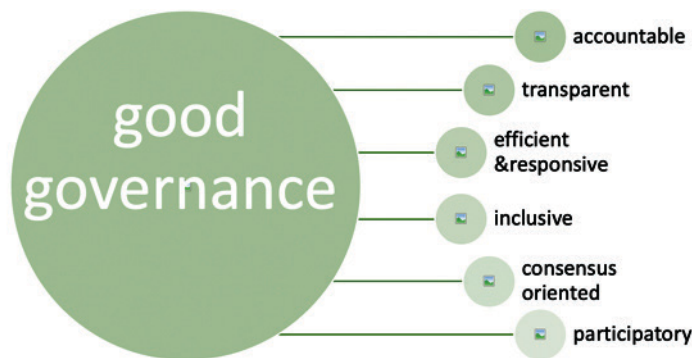 good
governance
accountable
transparent
efficient
&responsive
inclusive
consensus
oriented
participatory